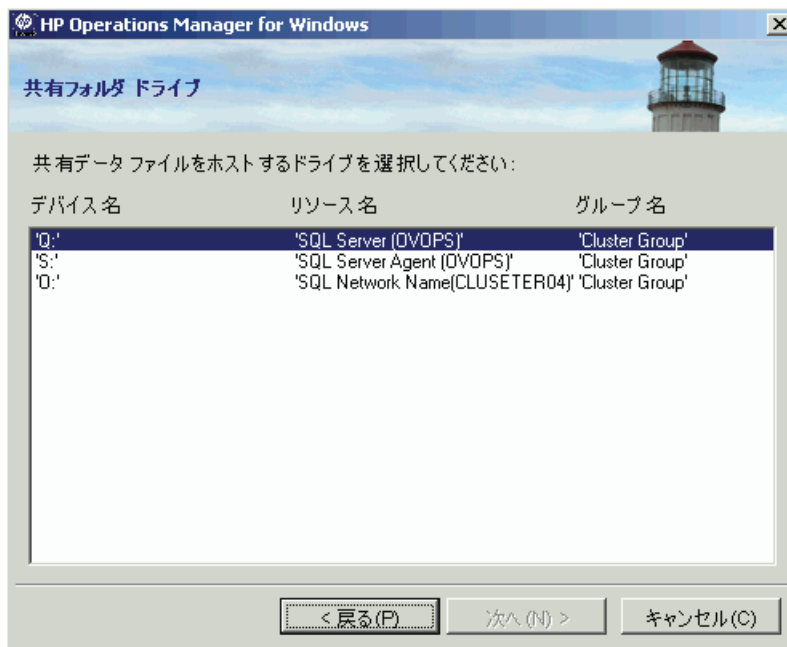 HP Operations Manager for Windows
共有フォルダ ドライブ
共有データ ファイルをホストするドライブを選択してください:
デバイス名 リソース名 グループ名
'Q:' 'SQL Server (OVOPS)' 'Cluster Group'
'S:' 'SQL Server Agent (OVOPS)' 'Cluster Group'
'O:' 'SQL Network Name(CLUSETER04)' 'Cluster Group'
< 戻る(P) 次へ(N) > キャンセル(C)